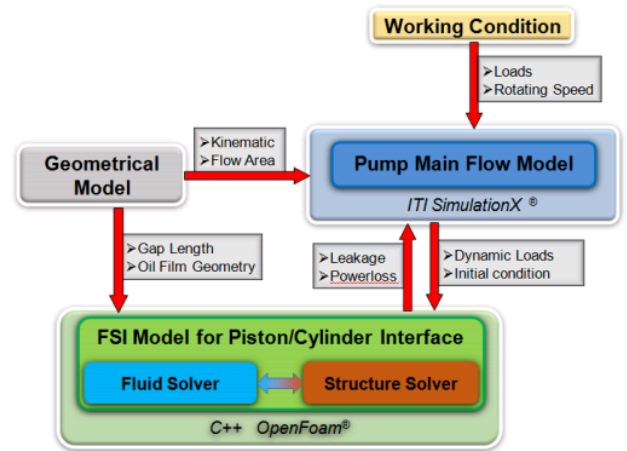 Working Condition
➢Loads
➢Rotating Speed
➢Kinematic
➢Flow Area
Geometrical
Model
Pump Main Flow Model
ITI SimulationX ®
➢Gap Length
➢Oil Film Geometry
➢Leakage
➢Powerloss
➢Dynamic Loads
➢Initial condition
FSI Model for Piston/Cylinder Interface
Fluid Solver
Structure Solver
C++ OpenFoam®